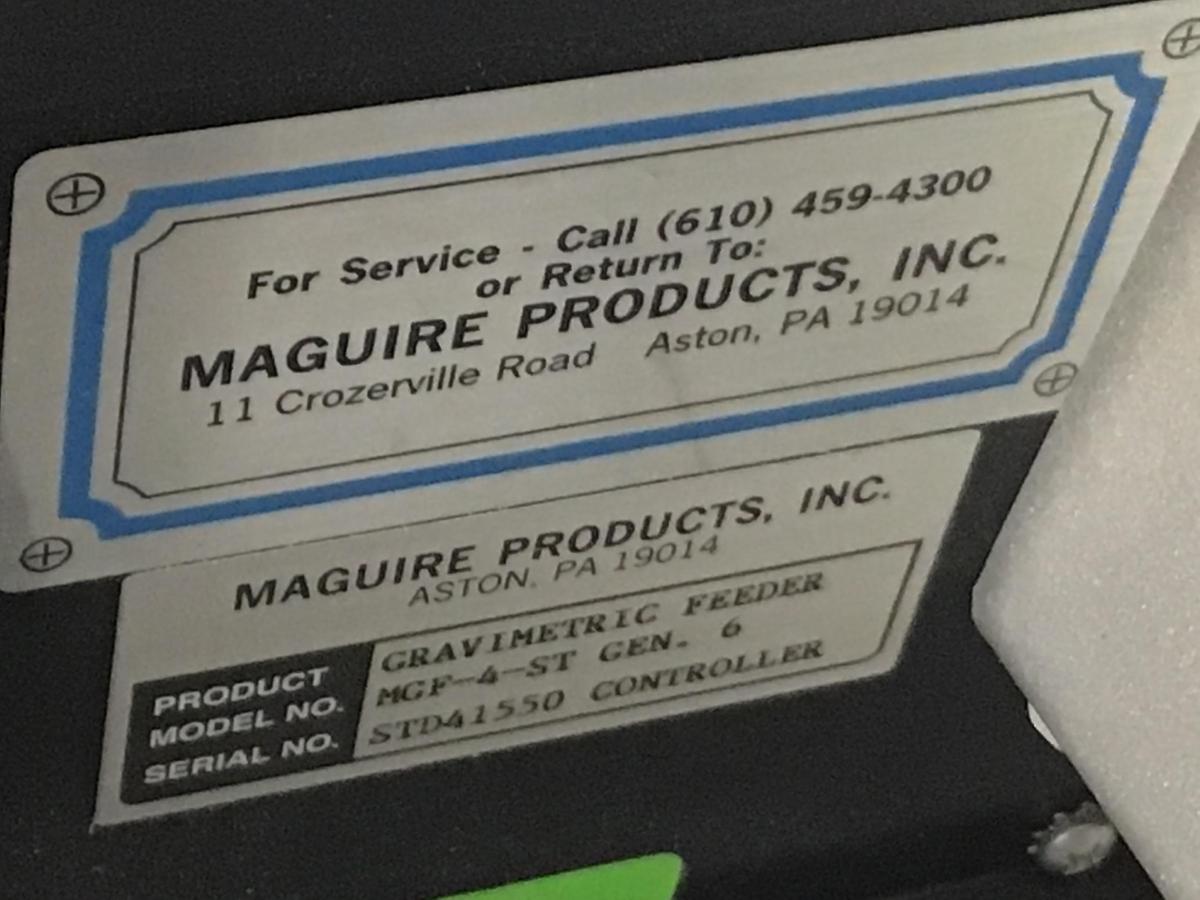 For Service - Call (610) 459-4300
or Return To:
MAGUIRE PRODUCTS, INC.
11 Crozerville Road Aston, PA 19014
MAGUIRE PRODUCTS, INC.
ASTON, PA 19014
PRODUCT GRAVIMETRIC FEEDER
MODEL NO. MGF-4-ST GEN. 6
SERIAL NO. STD41550 CONTROLLER